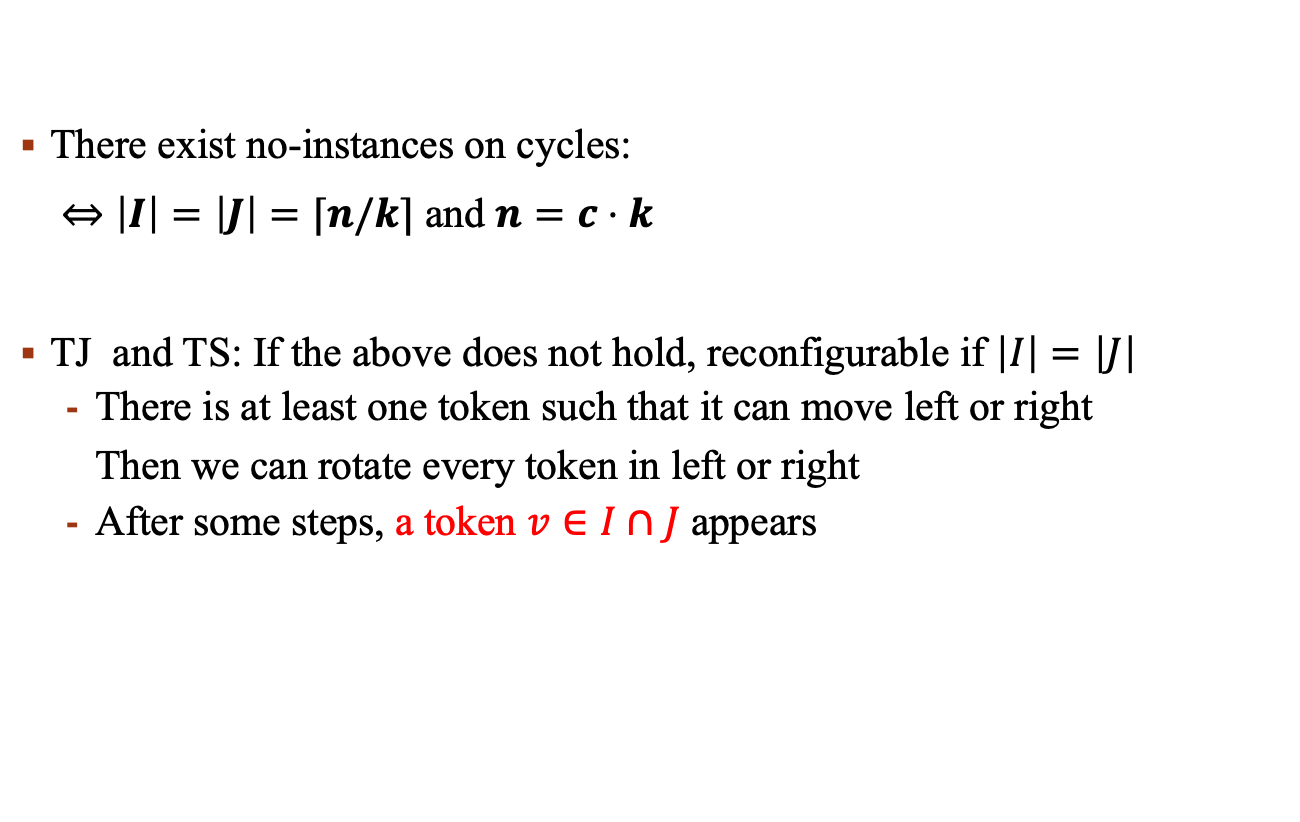 ▪ There exist no-instances on cycles:
⇔ |I| = |J| = ⌈n/k⌉ and n = c · k
▪ TJ and TS: If the above does not hold, reconfigurable if |I| = |J|
- There is at least one token such that it can move left or right
Then we can rotate every token in left or right
- After some steps, a token v ∈ I ∩ J appears